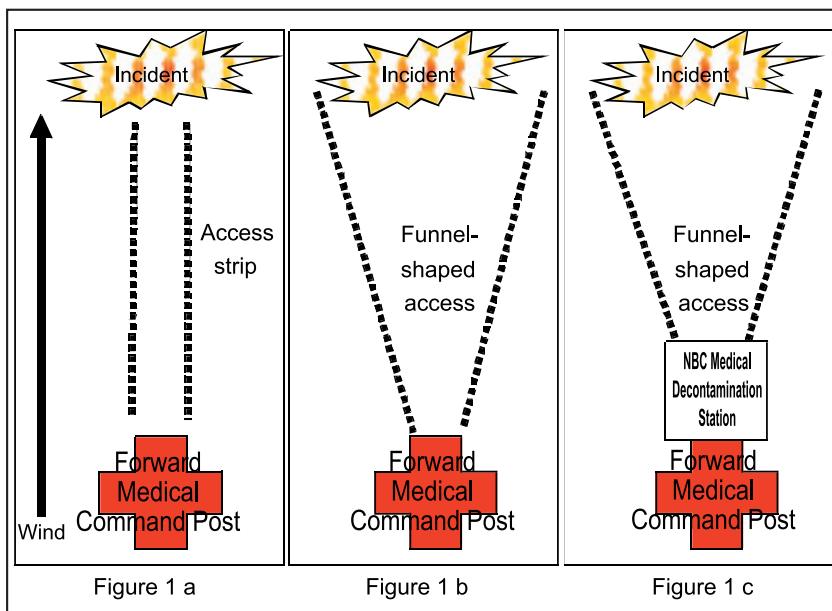 Incident
Access
strip
Forward
Medical
Command Post
Wind
Figure 1 a
Incident
Funnel-
shaped
access
Forward
Medical
Command Post
Figure 1 b
Incident
Funnel-
shaped
access
NBC Medical
Decontamination
Station
Forward
Medical
Command Post
Figure 1 c